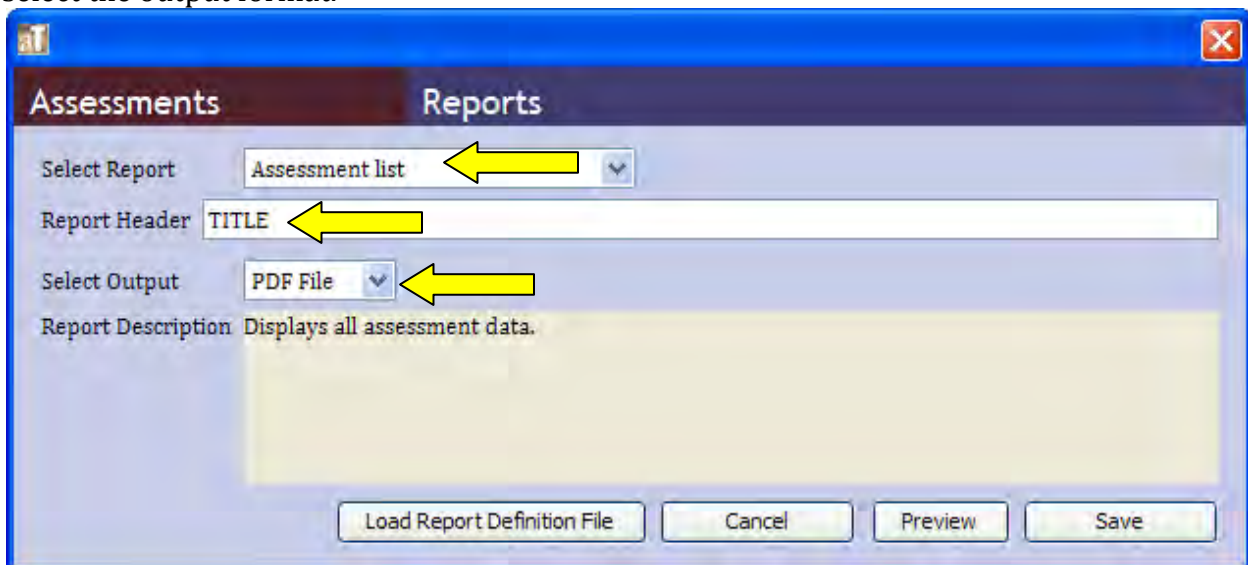 select the output format.
aT
Assessments Reports
Select Report Assessment list
Report Header TITLE
Select Output PDF File
Report Description Displays all assessment data.
Load Report Definition File Cancel Preview Save